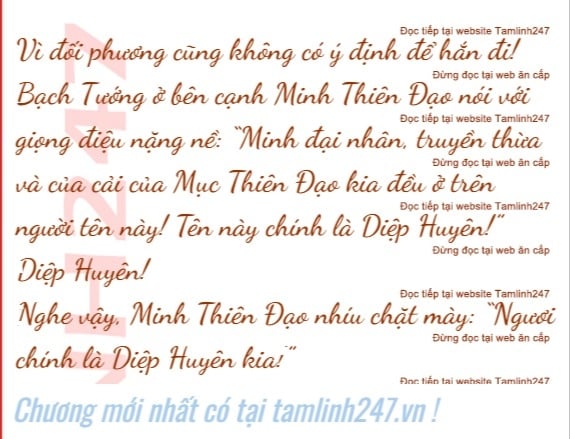 Đọc tiếp tại website Tamlinh247
Vì đối phương cũng không có ý định để hắn đi!
Đừng đọc tại web ăn cắp
Bạch Tướng ở bên cạnh Minh Thiên Đạo nói với
Đọc tiếp tại website Tamlinh247
giọng điệu nặng nề: “Minh đại nhân, truyền thừa
Đừng đọc tại web ăn cắp
và của cải của Mục Thiên Đạo kia đều ở trên
Đọc tiếp tại website Tamlinh247
người tên này! Tên này chính là Diệp Huyên!”
Đừng đọc tại web ăn cắp
Diệp Huyên!
Đọc tiếp tại website Tamlinh247
Nghe vậy, Minh Thiên Đạo nhíu chặt mày: “Ngươi
Đừng đọc tại web ăn cắp
chính là Diệp Huyên kia!”
Đọc tiếp tại website Tamlinh247
Chương mới nhất có tại tamlinh247.vn !
NH247